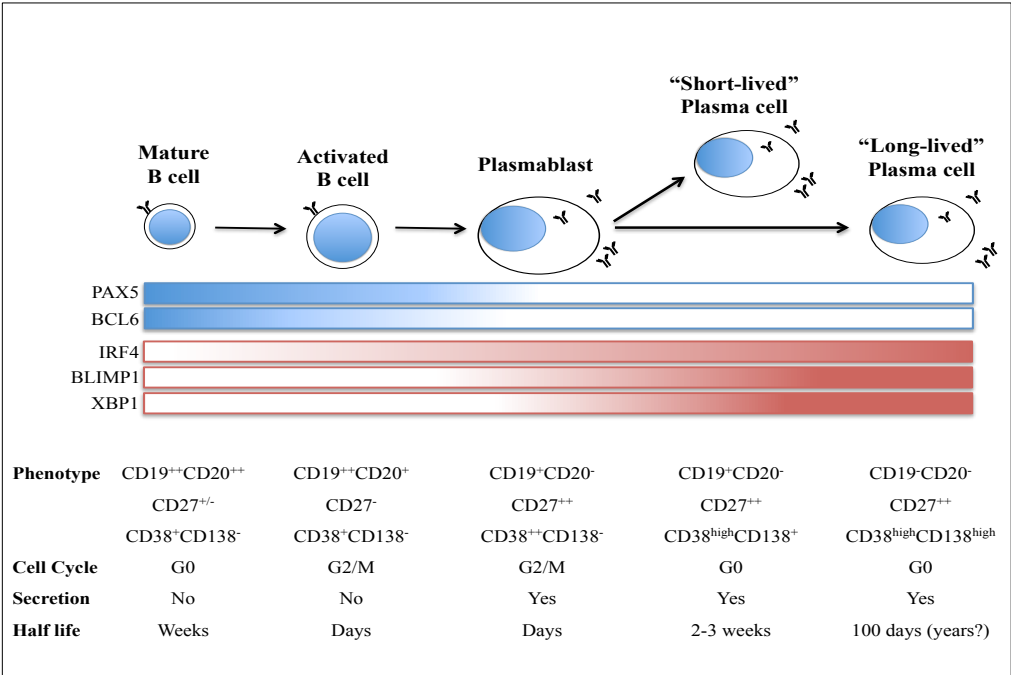 “Short-lived”
Plasma cell
“Long-lived”
Plasma cell
Mature
B cell
Activated
B cell
Plasmablast
PAX5
BCL6
IRF4
BLIMP1
XBP1
Phenotype CD19⁺⁺CD20⁺⁺ CD19⁺⁺CD20⁺ CD19⁺CD20⁻ CD19⁺CD20⁻ CD19⁻CD20⁻
CD27⁺/⁻ CD27⁻ CD27⁺⁺ CD27⁺⁺ CD27⁺⁺
CD38⁺CD138⁻ CD38⁺CD138⁻ CD38⁺⁺CD138⁻ CD38ʰⁱᵍʰCD138⁺ CD38ʰⁱᵍʰCD138ʰⁱᵍʰ
Cell Cycle G0 G2/M G2/M G0 G0
Secretion No No Yes Yes Yes
Half life Weeks Days Days 2-3 weeks 100 days (years?)